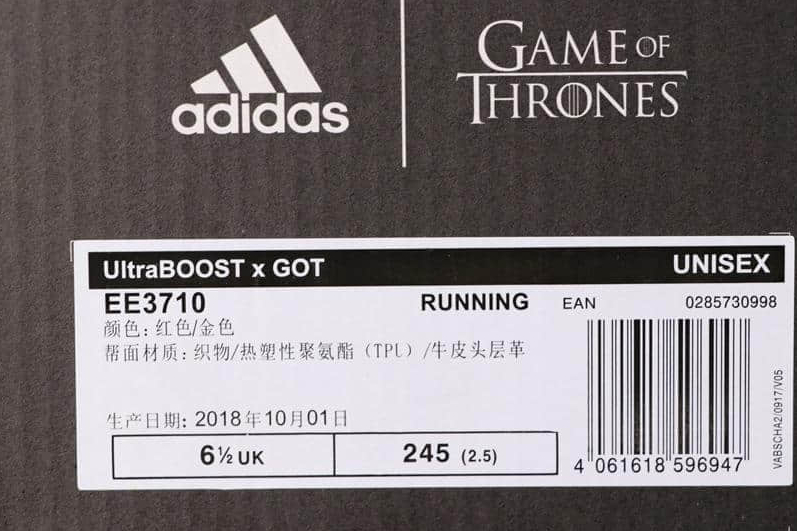 adidas
GAME OF
THRONES
UltraBOOST x GOT UNISEX
EE3710 RUNNING EAN 0285730998
颜色: 红色/金色
帮面材质: 织物/热塑性聚氨酯 (TPU) /牛皮头层革
生产日期: 2018年10月01日
6½ UK 245 (2.5)
4 061618 596947
VABSCHA2/0917/V05